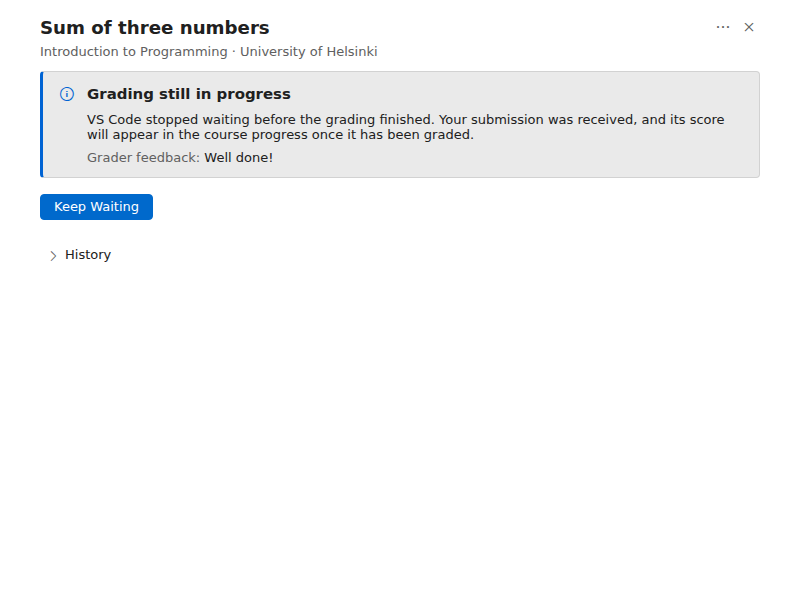 Sum of three numbers
Introduction to Programming · University of Helsinki
Grading still in progress
VS Code stopped waiting before the grading finished. Your submission was received, and its score
will appear in the course progress once it has been graded.
Grader feedback: Well done!
Keep Waiting
History